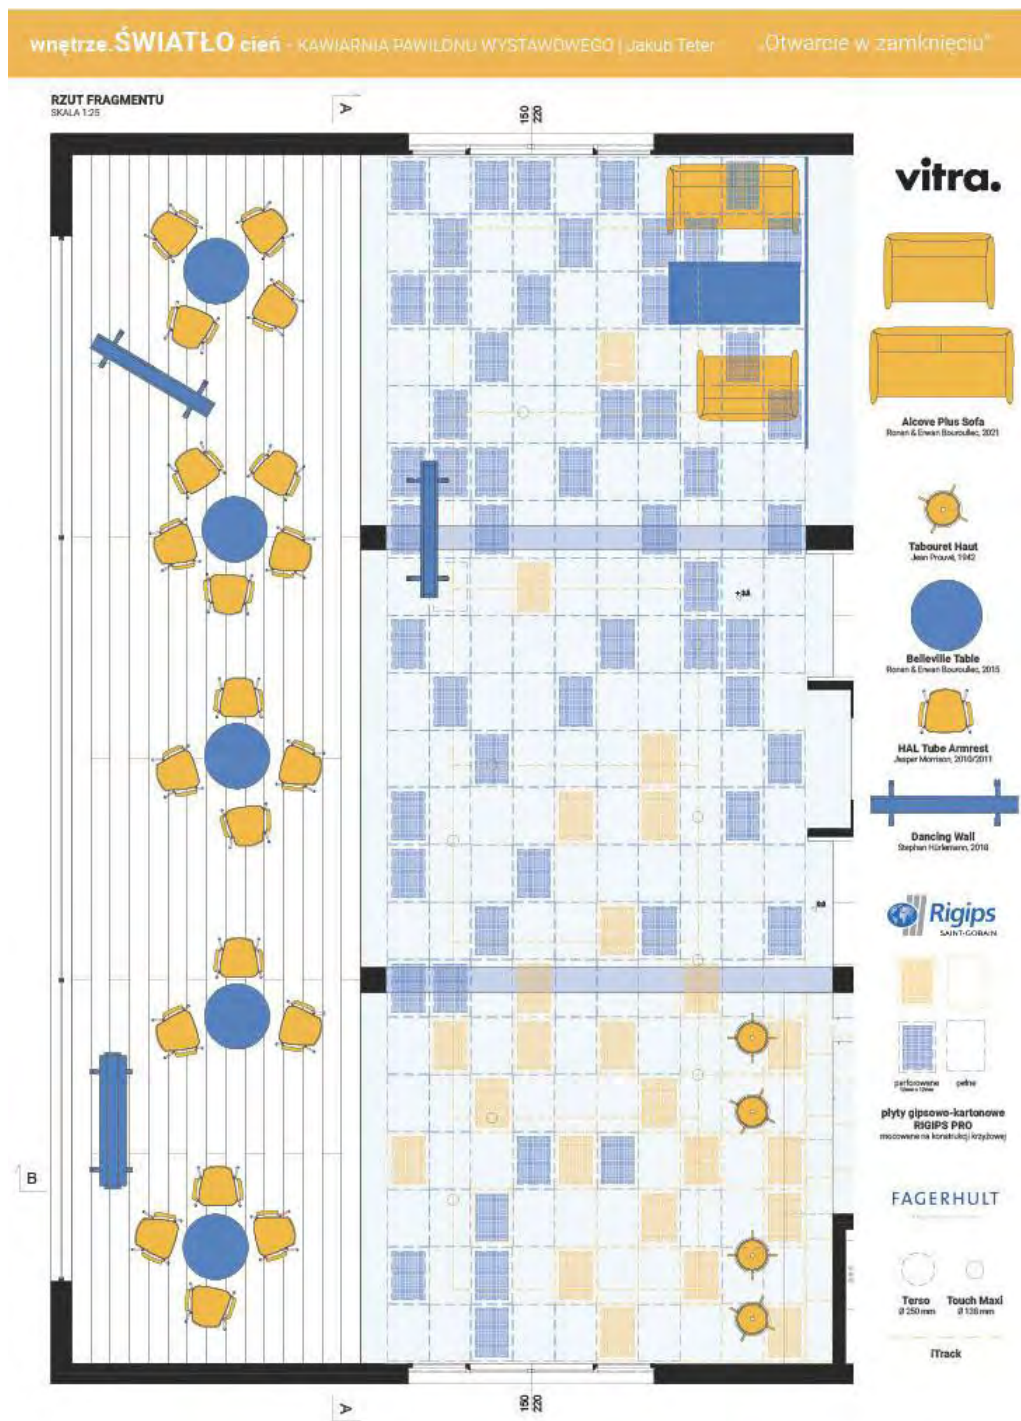 wnętrze.ŚWIATŁO cień - KAWIARNIA PAWILONU WYSTAWOWEGO | Jakub Teter „Otwarcie w zamknięciu"
RZUT FRAGMENTU
SKALA 1:25
A
150
220
vitra.
Alcove Plus Sofa
Ronan & Erwan Bouroullec, 2021
Tabouret Haut
Jean Prouvé, 1942
Belleville Table
Ronan & Erwan Bouroullec, 2015
HAL Tube Armrest
Jasper Morrison, 2010/2011
Dancing Wall
Stephan Hürlemann, 2018
Rigips
SAINT-GOBAIN
perforowane
12mm x 12mm
pełne
płyty gipsowo-kartonowe
RIGIPS PRO
mocowane na konstrukcji krzyżowej
B
FAGERHULT
Terso
Ø 250 mm
Touch Maxi
Ø 128 mm
iTrack
A
150
220